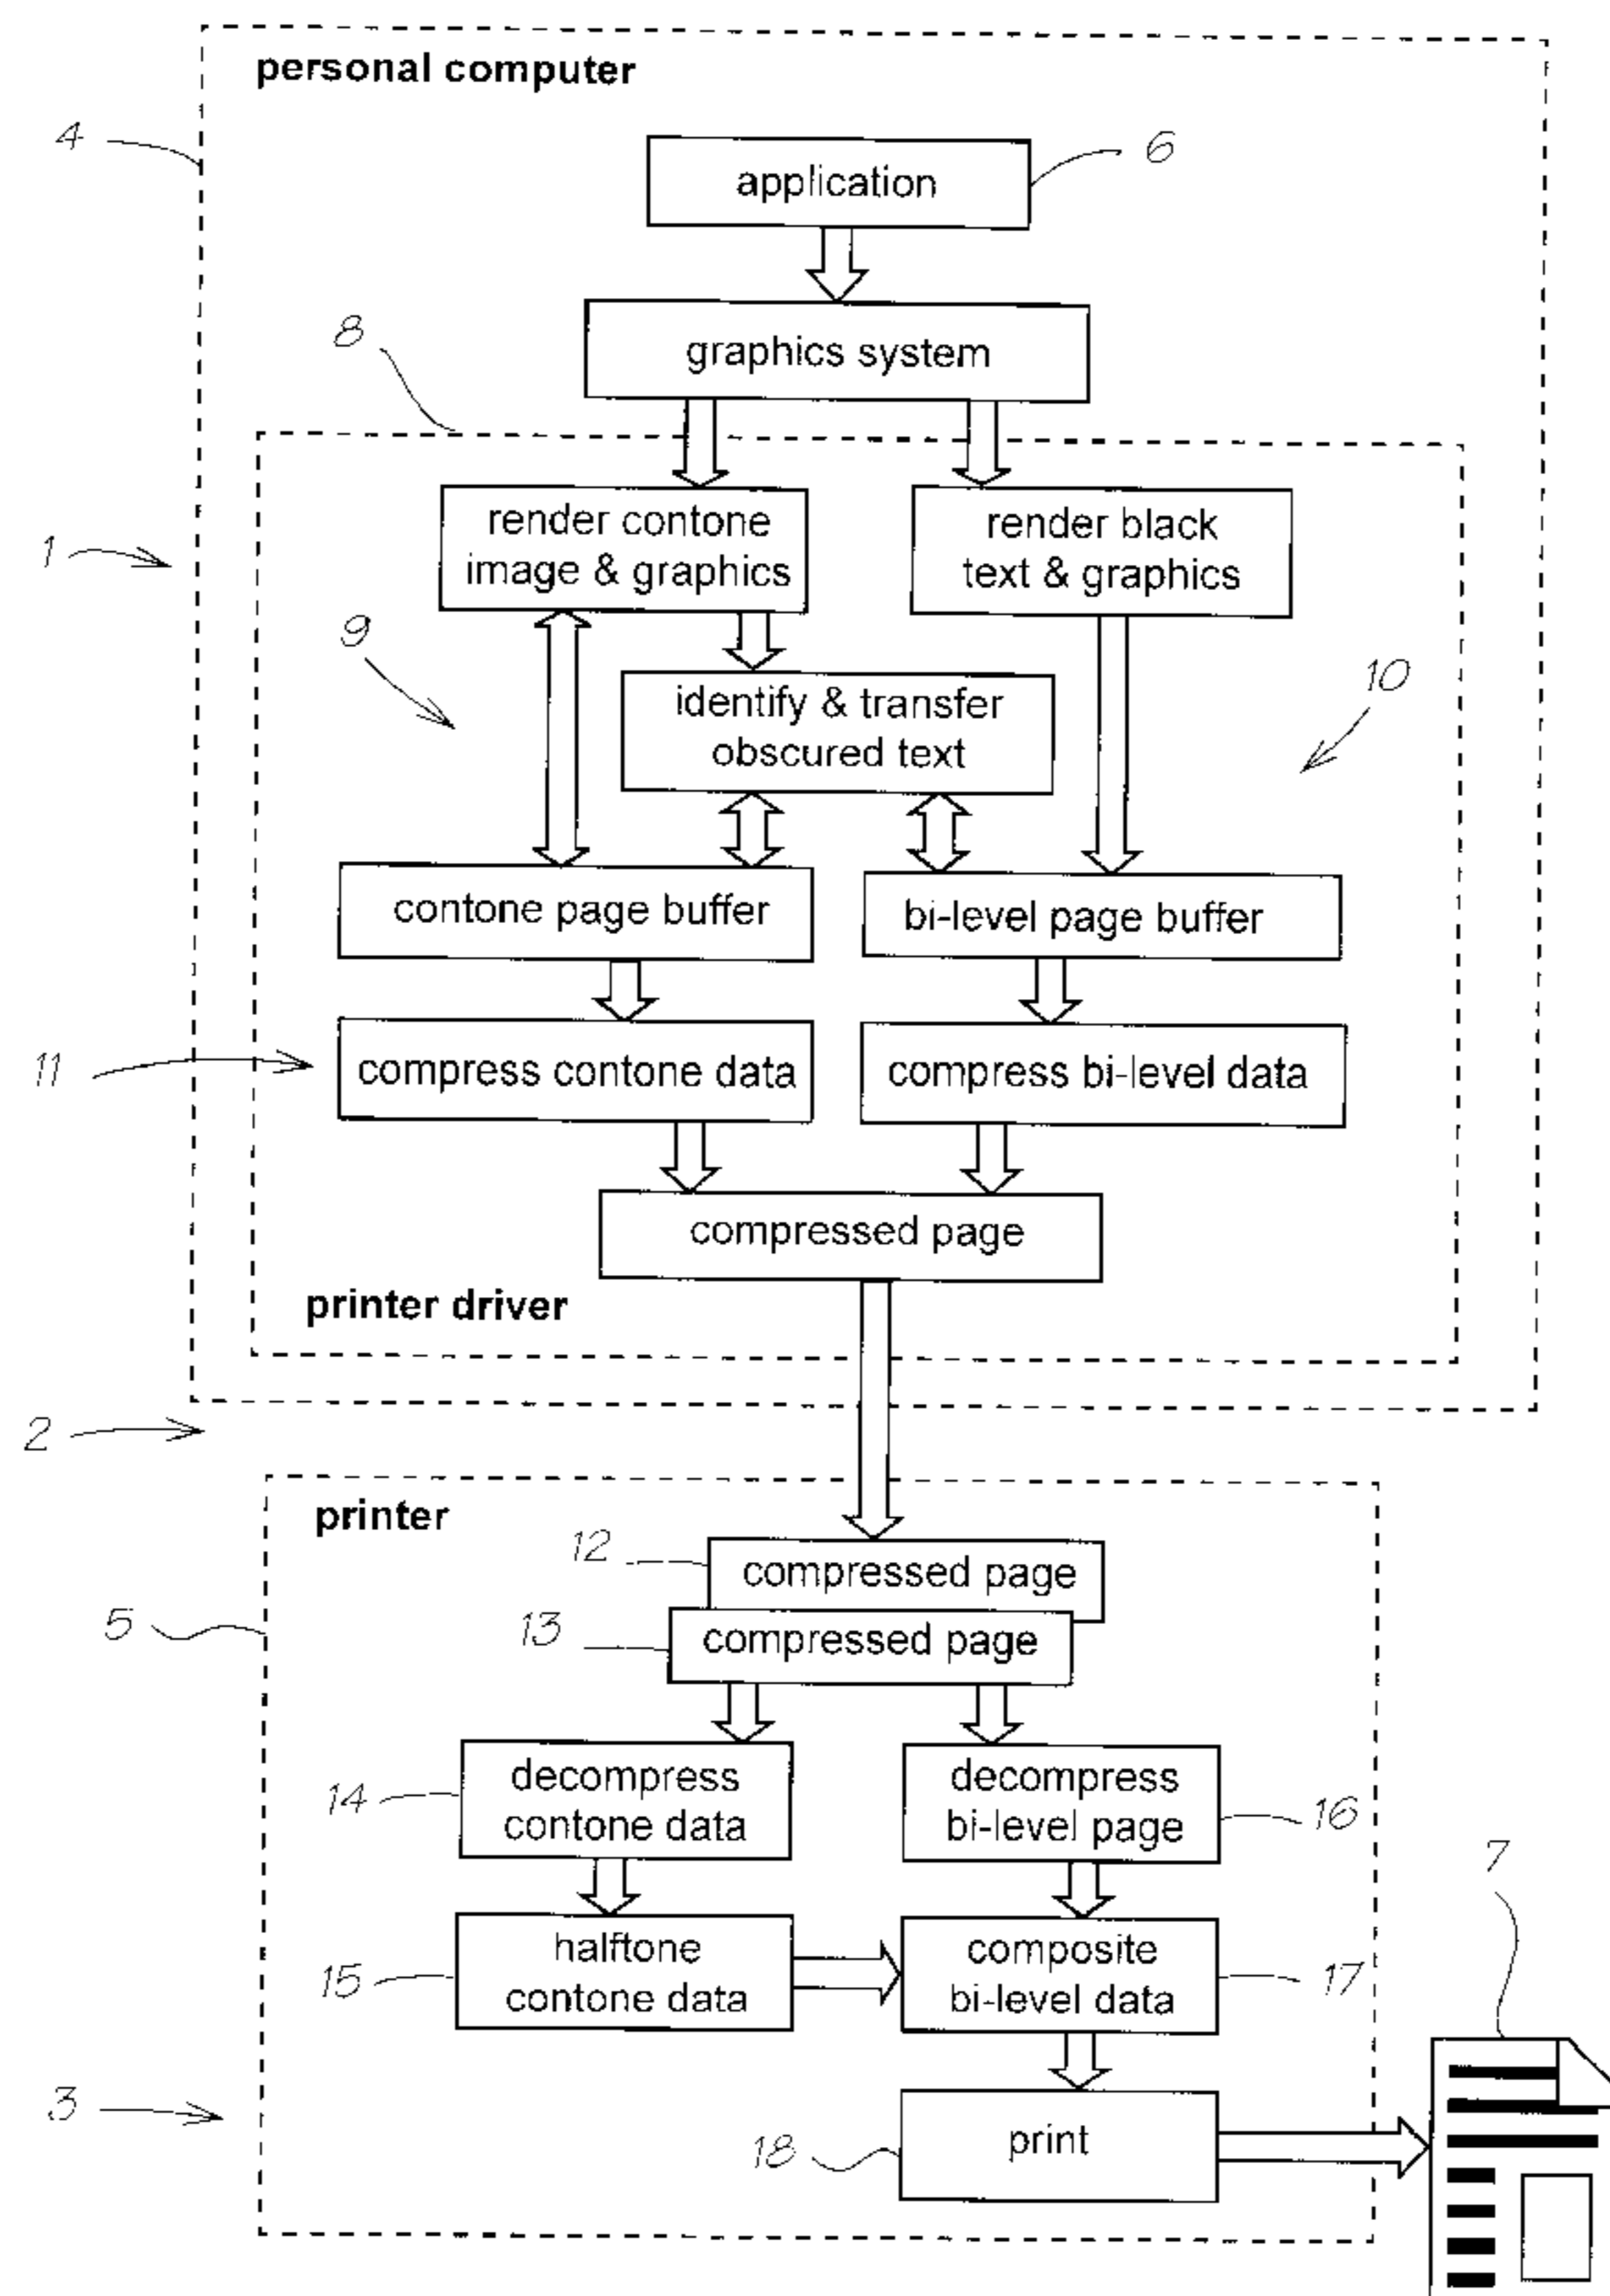 personal computer
4
application
6
graphics system
8
render contone
image & graphics
render black
text & graphics
1
9
identify & transfer
obscured text
10
contone page buffer
bi-level page buffer
11
compress contone data
compress bi-level data
compressed page
printer driver
2
printer
12
compressed page
5
13
compressed page
14
decompress
contone data
decompress
bi-level page
16
7
15
halftone
contone data
composite
bi-level data
17
3
18
print